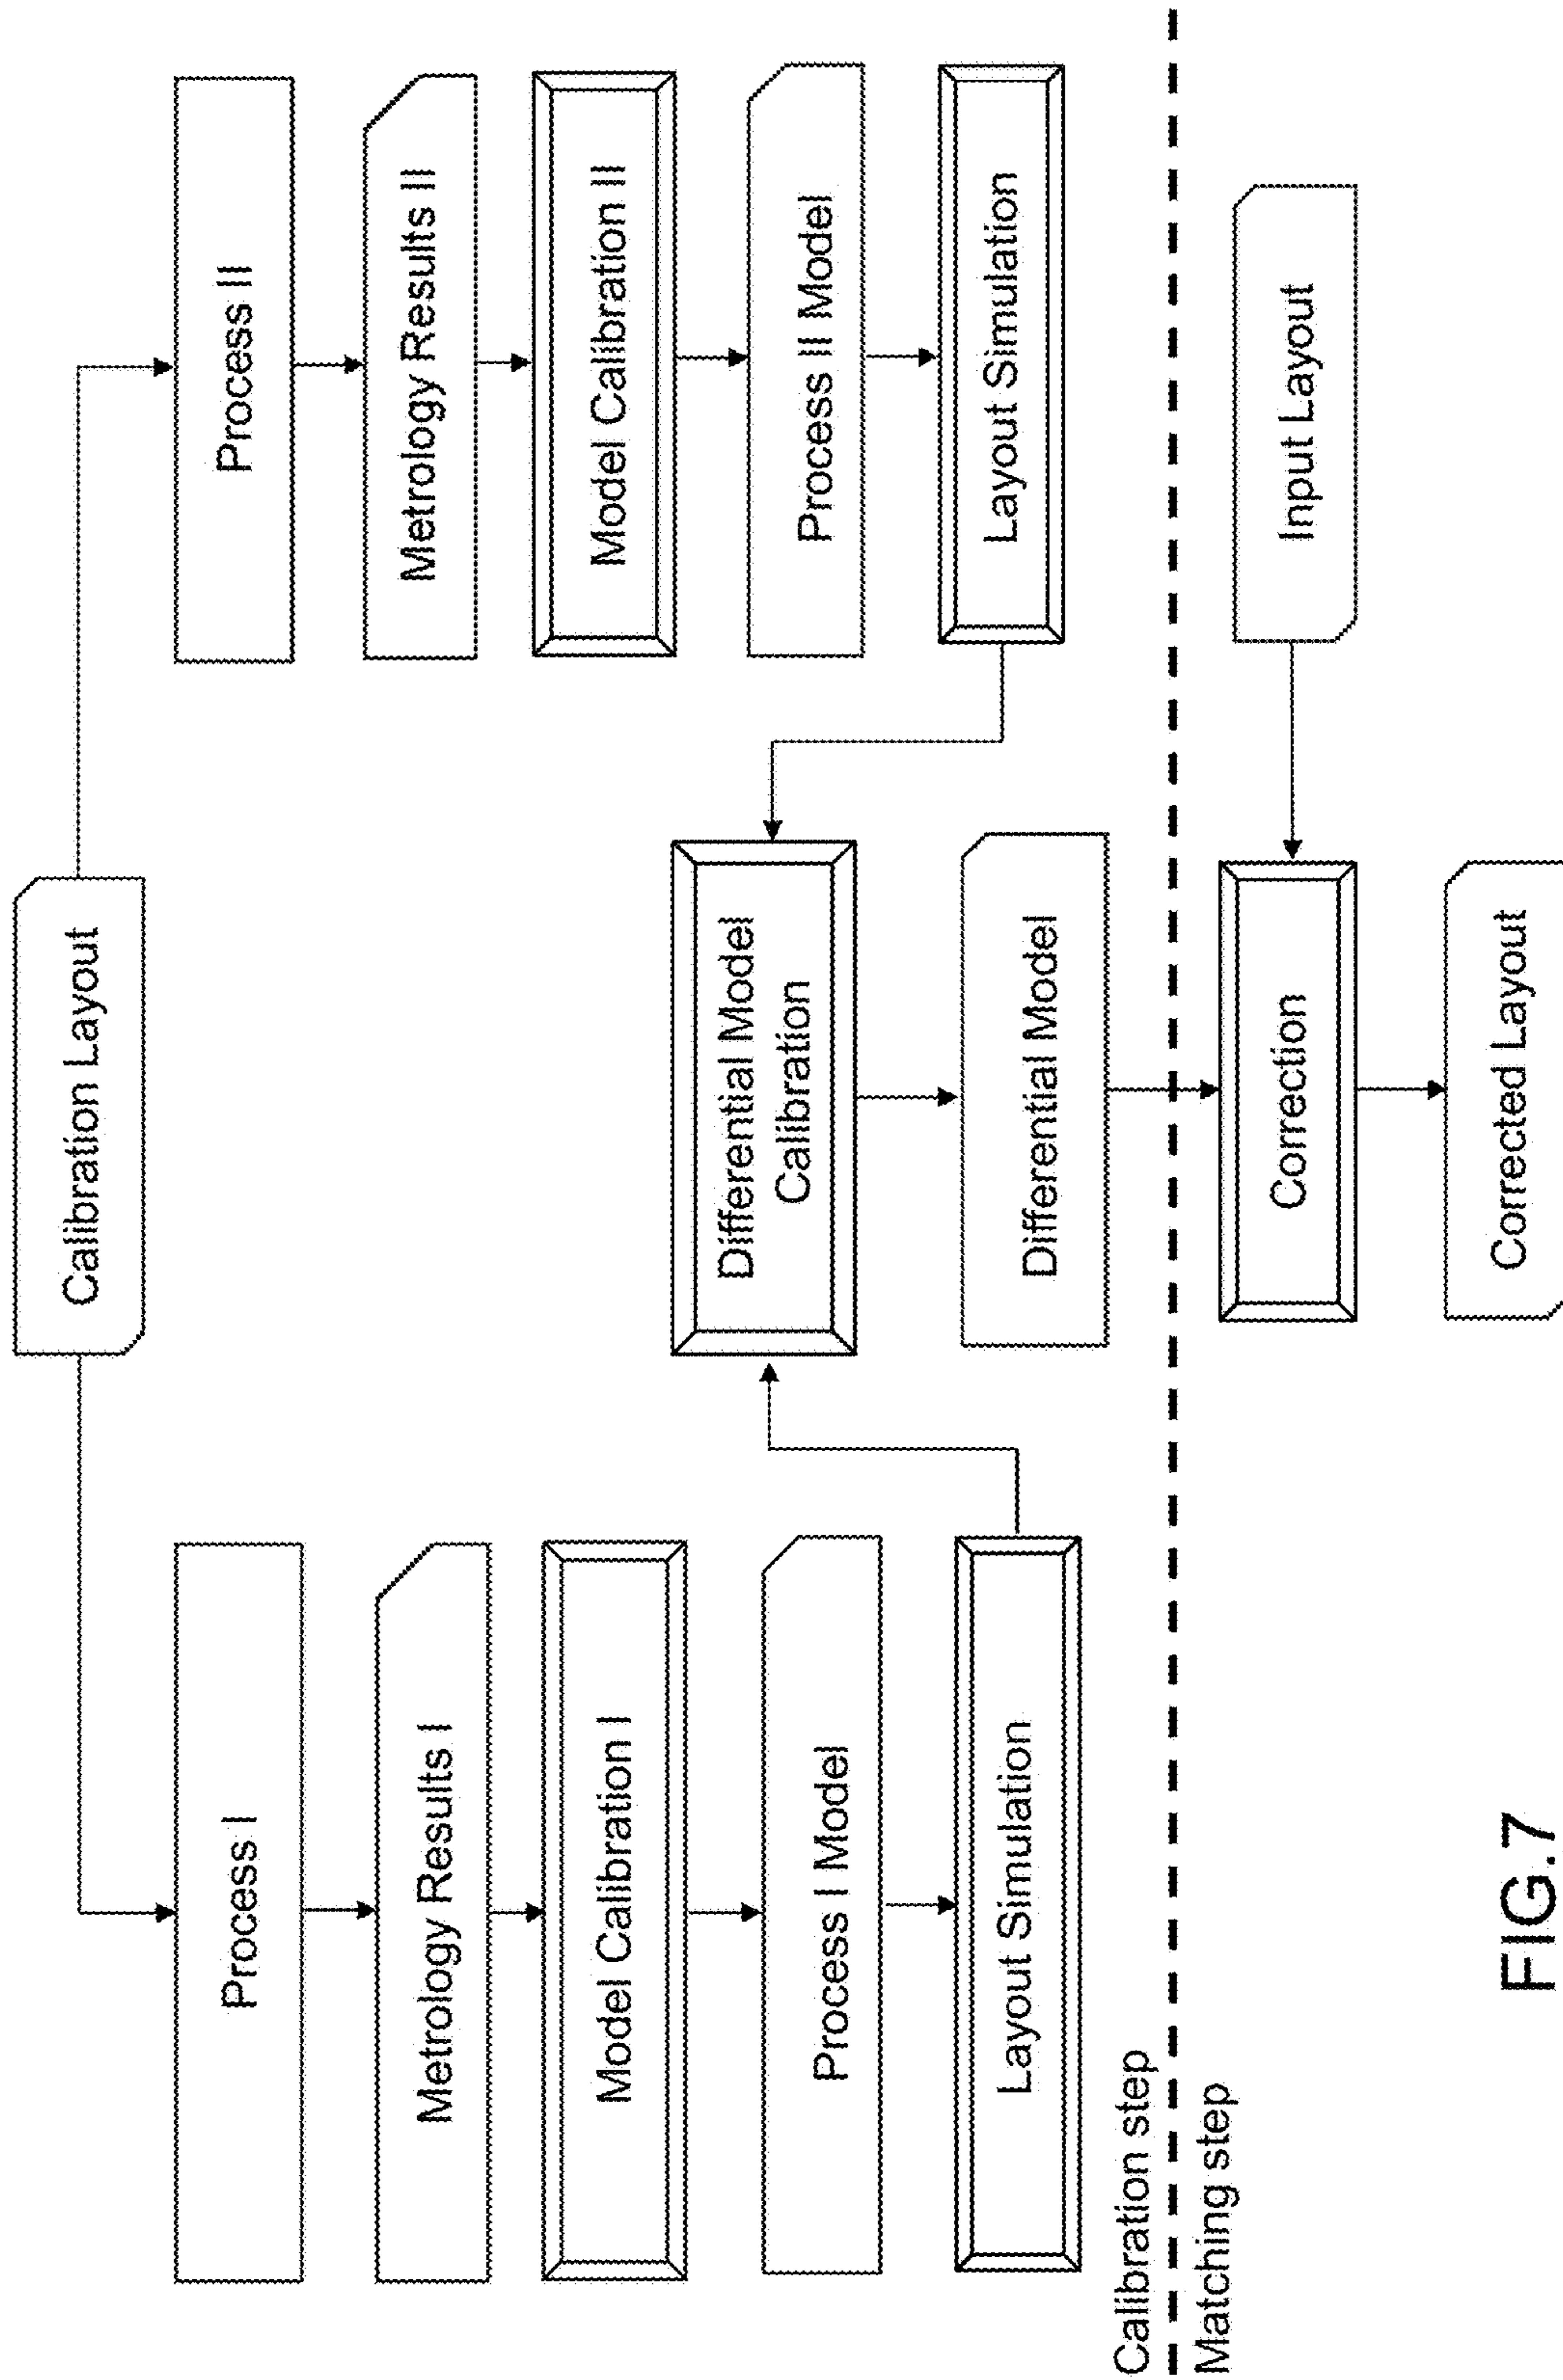 Calibration Layout
Process I
Metrology Results I
Model Calibration I
Process I Model
Layout Simulation
Process II
Metrology Results II
Model Calibration II
Process II Model
Layout Simulation
Differential Model
Calibration
Differential Model
Calibration step
Matching step
Correction
Input Layout
Corrected Layout
FIG.7